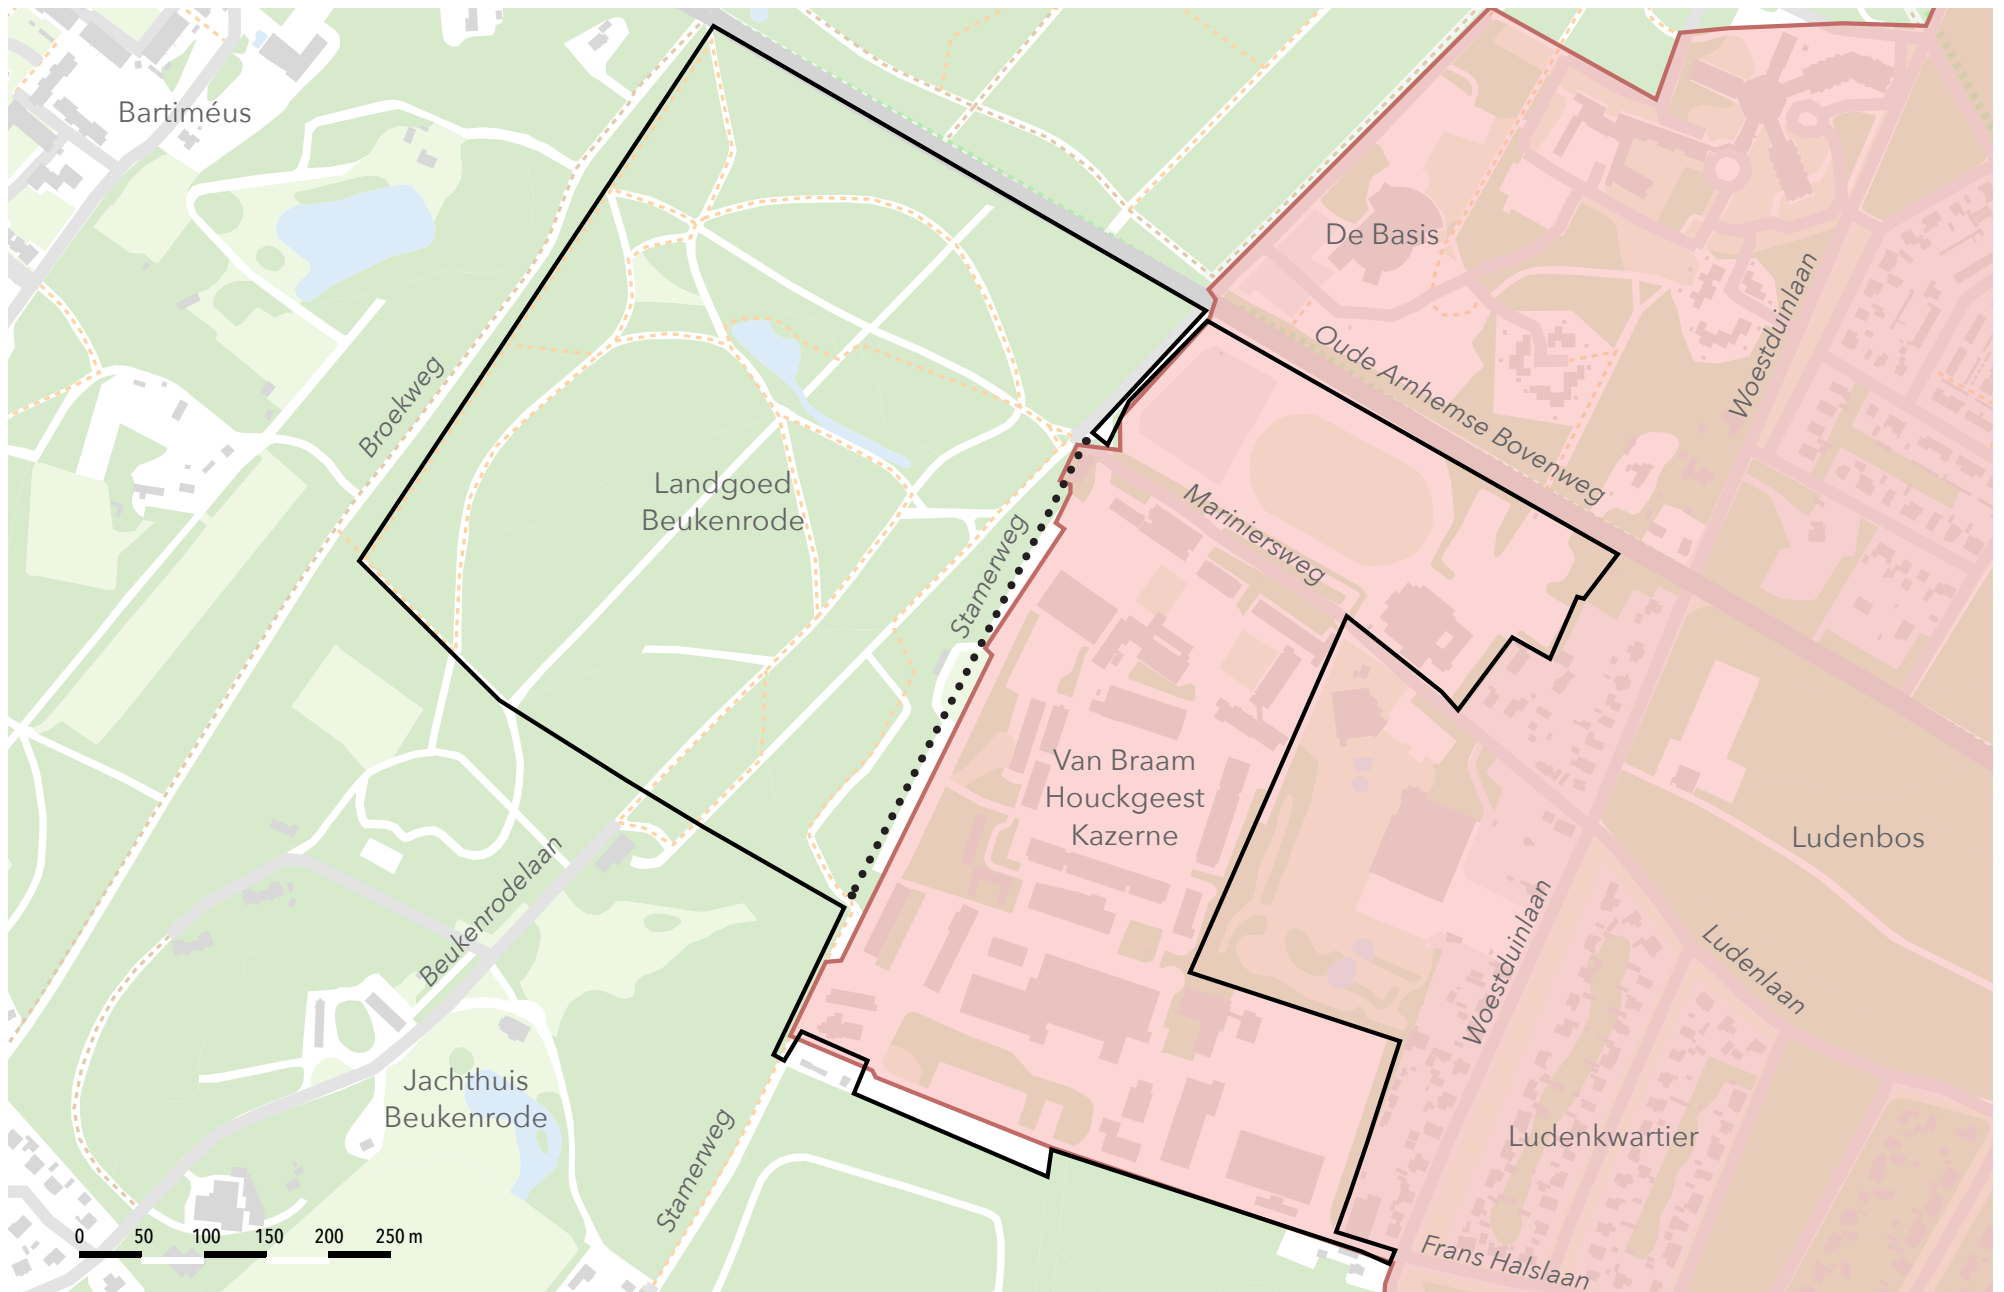 Bartiméus
De Basis
Woestduinlaan
Oude Arnhemse Bovenweg
Broekweg
Landgoed
Beukenrode
Mariniersweg
Stamerweg
Van Braam
Houckgeest
Kazerne
Ludenbos
Beukenrodelaan
Woestduinlaan
Ludenlaan
Jachthuis
Beukenrode
Ludenkwartier
Stamerweg
Frans Halslaan
0 50 100 150 200 250 m